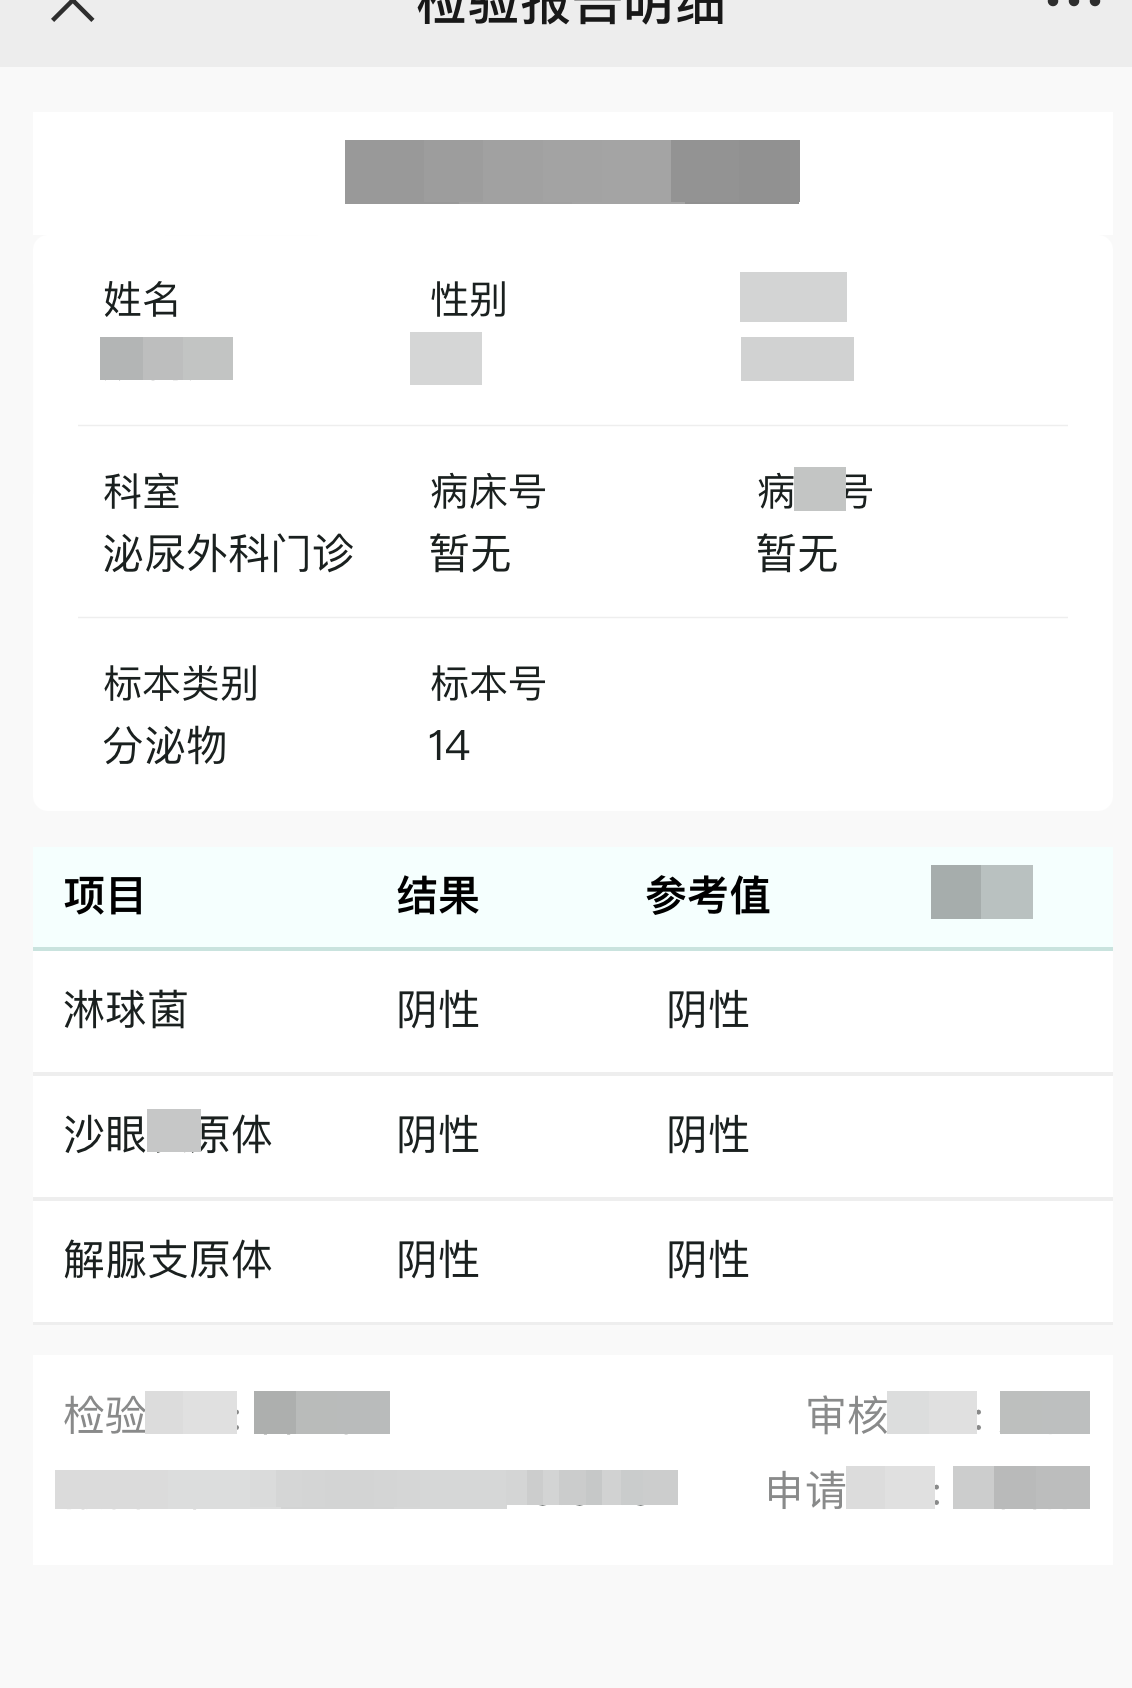 检验报告明细
姓名 性别
科室 病床号 病 号
泌尿外科门诊 暂无 暂无
标本类别 标本号
分泌物 14
项目 结果 参考值
淋球菌 阴性 阴性
沙眼 原体 阴性 阴性
解脲支原体 阴性 阴性
检验 : 审核 :
申请 :